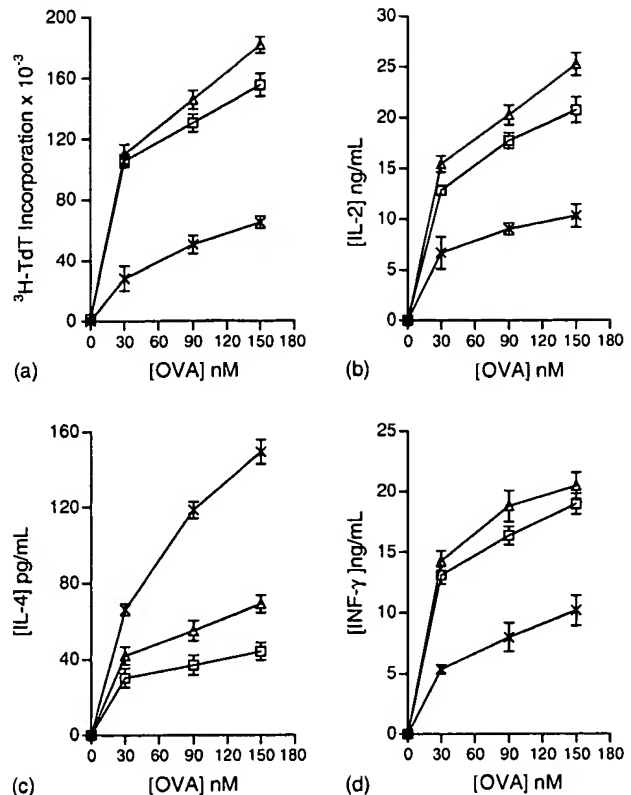 200
160
120
80
40
0
³H-TdT Incorporation x 10⁻³
0 30 60 90 120 150 180
[OVA] nM
(a)
30
25
20
15
10
5
0
[IL-2] ng/mL
0 30 60 90 120 150 180
[OVA] nM
(b)
160
120
80
40
0
[IL-4] pg/mL
0 30 60 90 120 150 180
[OVA] nM
(c)
25
20
15
10
5
0
[INF-γ ]ng/mL
0 30 60 90 120 150 180
[OVA] nM
(d)